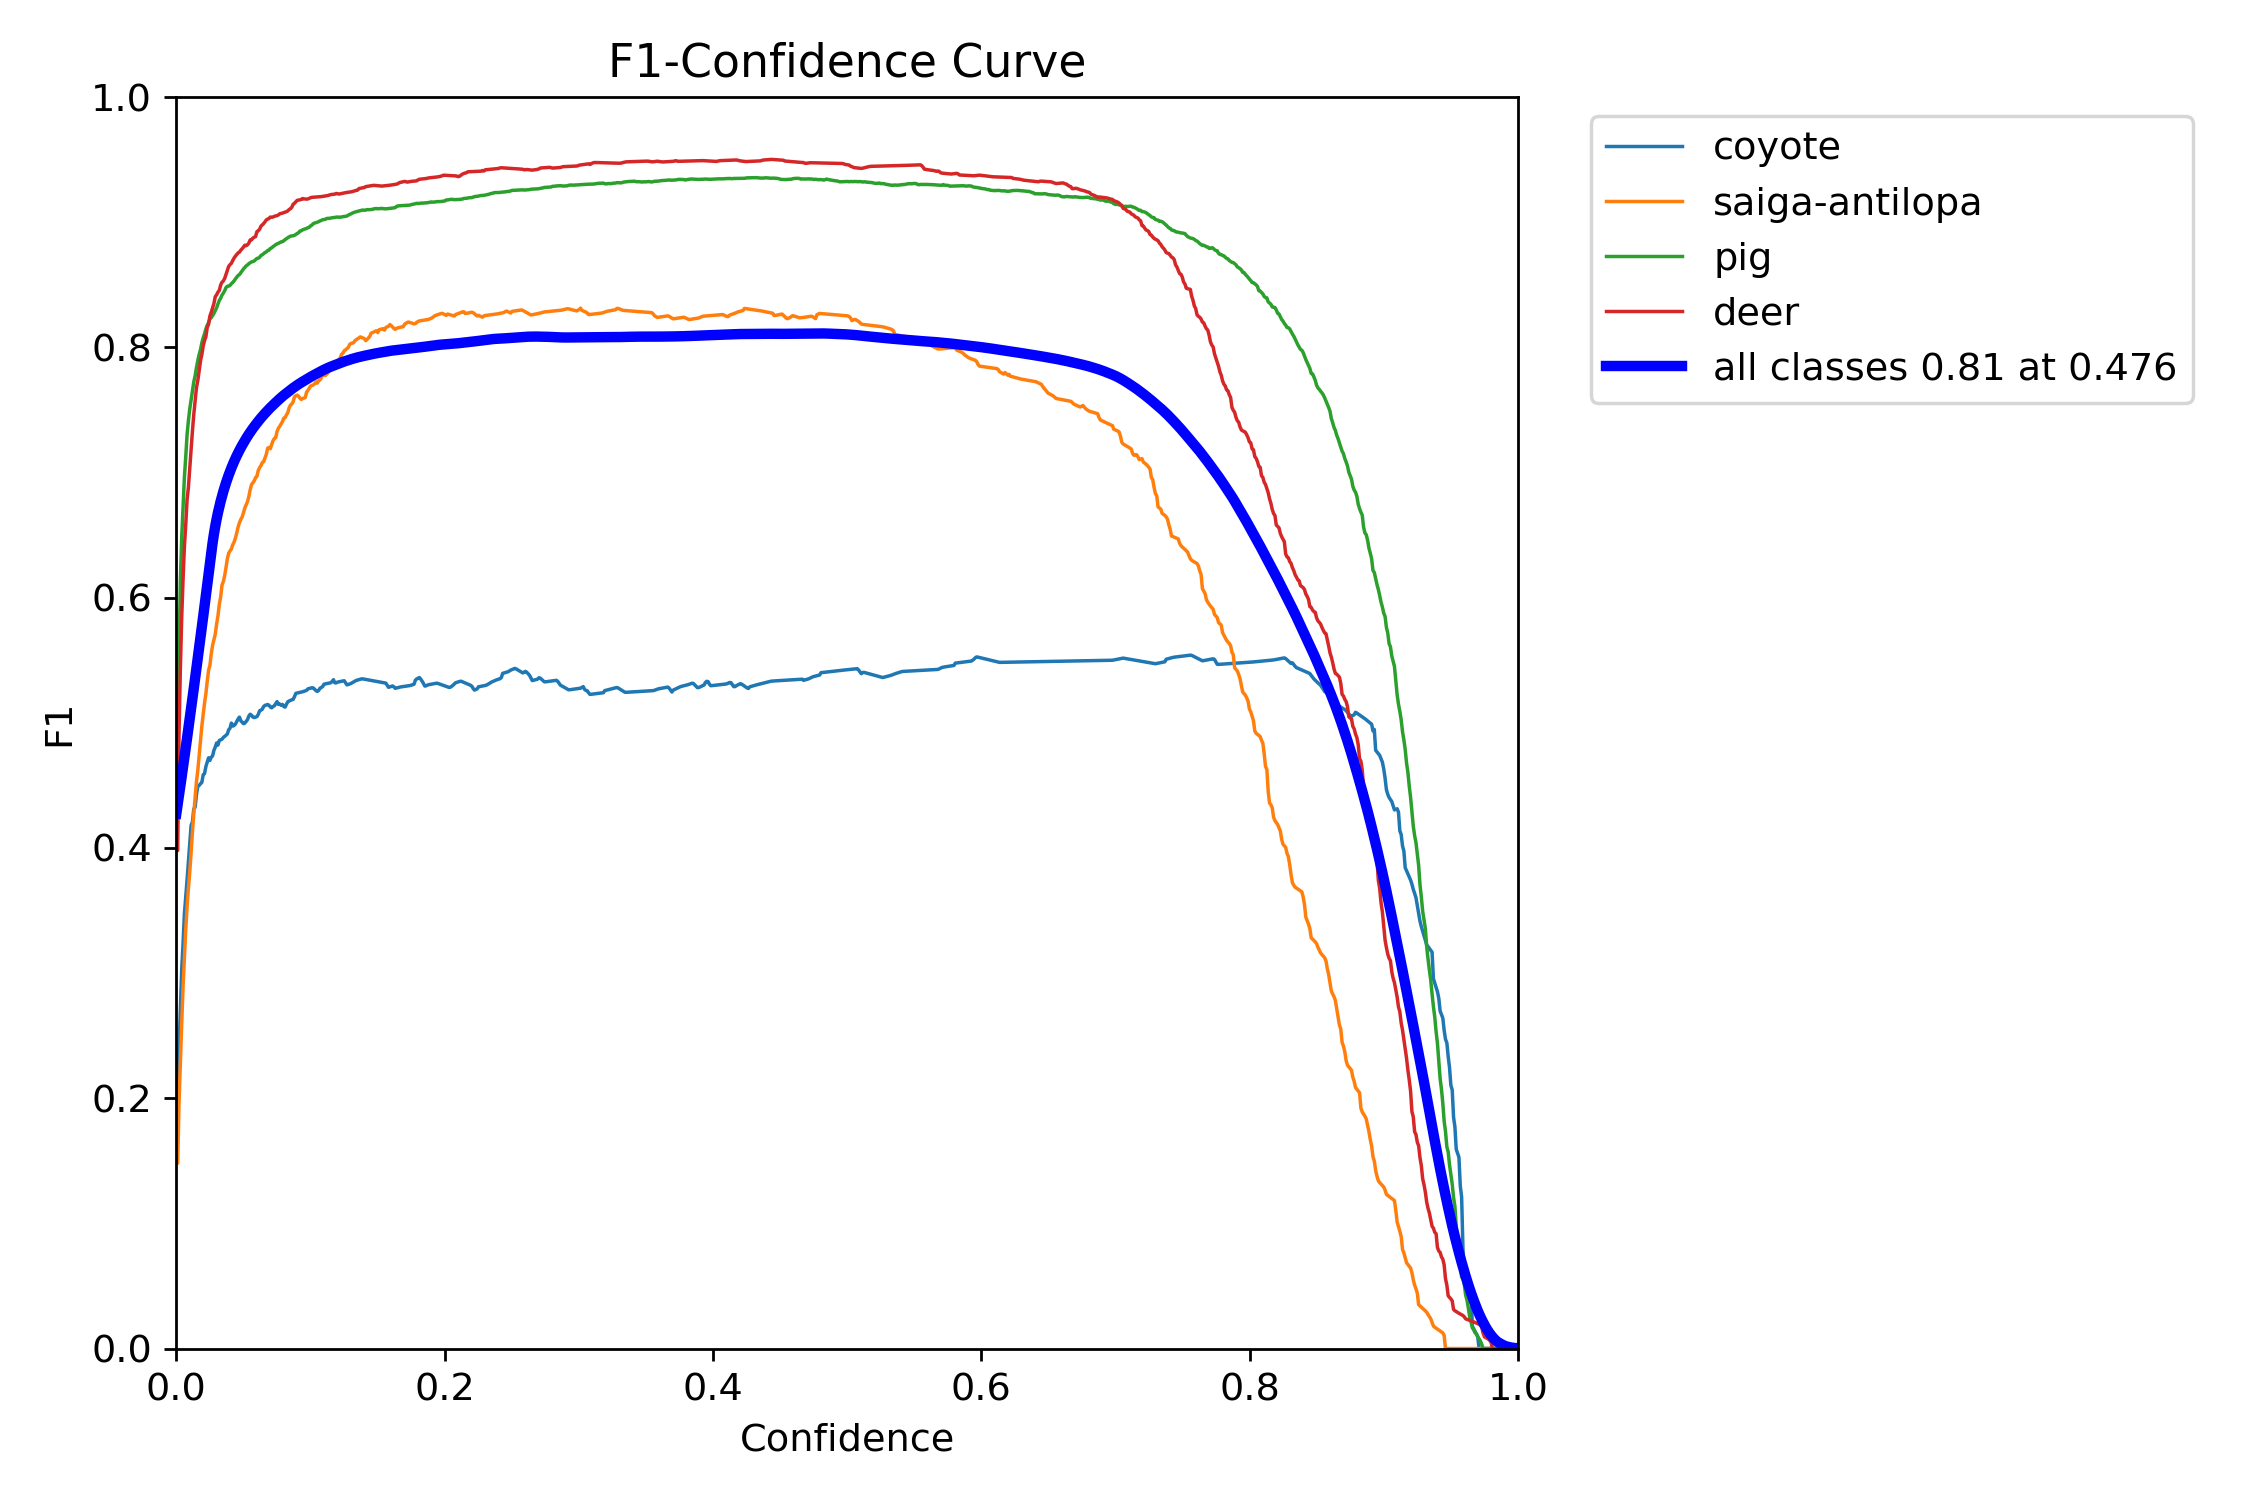 F1-Confidence Curve
1.0
0.8
0.6
0.4
0.2
0.0
F1
0.0 0.2 0.4 0.6 0.8 1.0
Confidence
coyote
saiga-antilopa
pig
deer
all classes 0.81 at 0.476